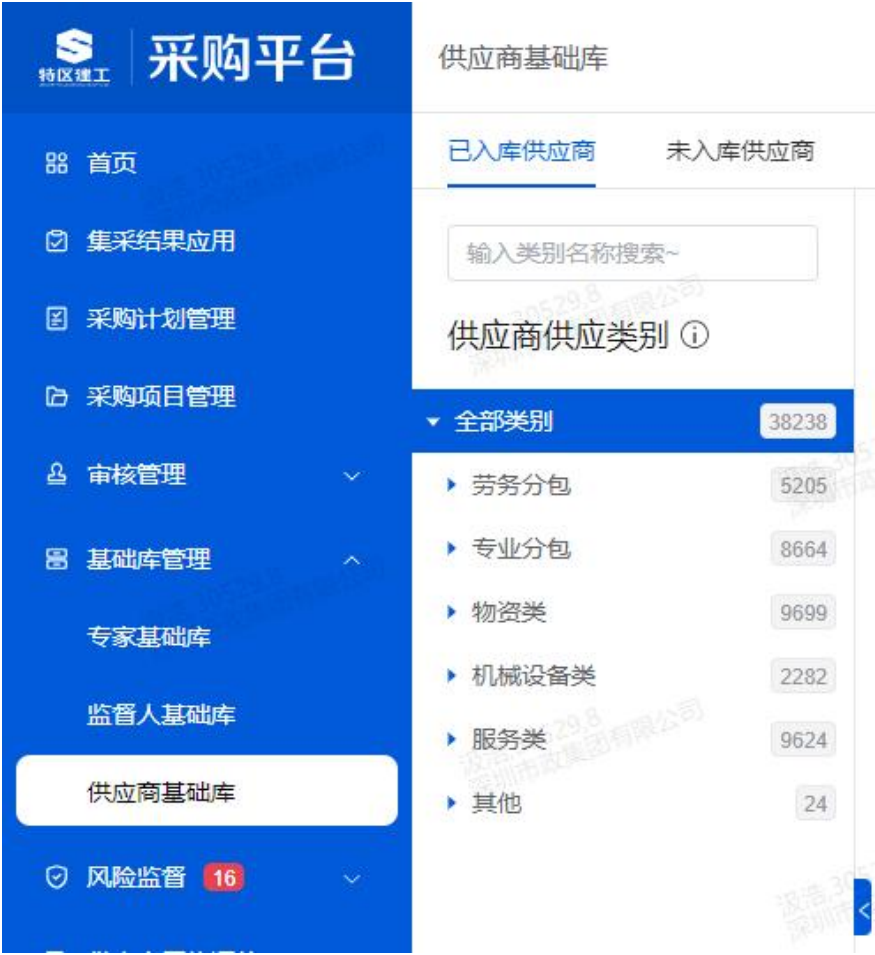 特区建工
采购平台
供应商基础库
首页
集采结果应用
采购计划管理
采购项目管理
审核管理
基础库管理
专家基础库
监督人基础库
供应商基础库
风险监督 16
已入库供应商 未入库供应商
输入类别名称搜索~
供应商供应类别
全部类别 38238
劳务分包 5205
专业分包 8664
物资类 9699
机械设备类 2282
服务类 9624
其他 24